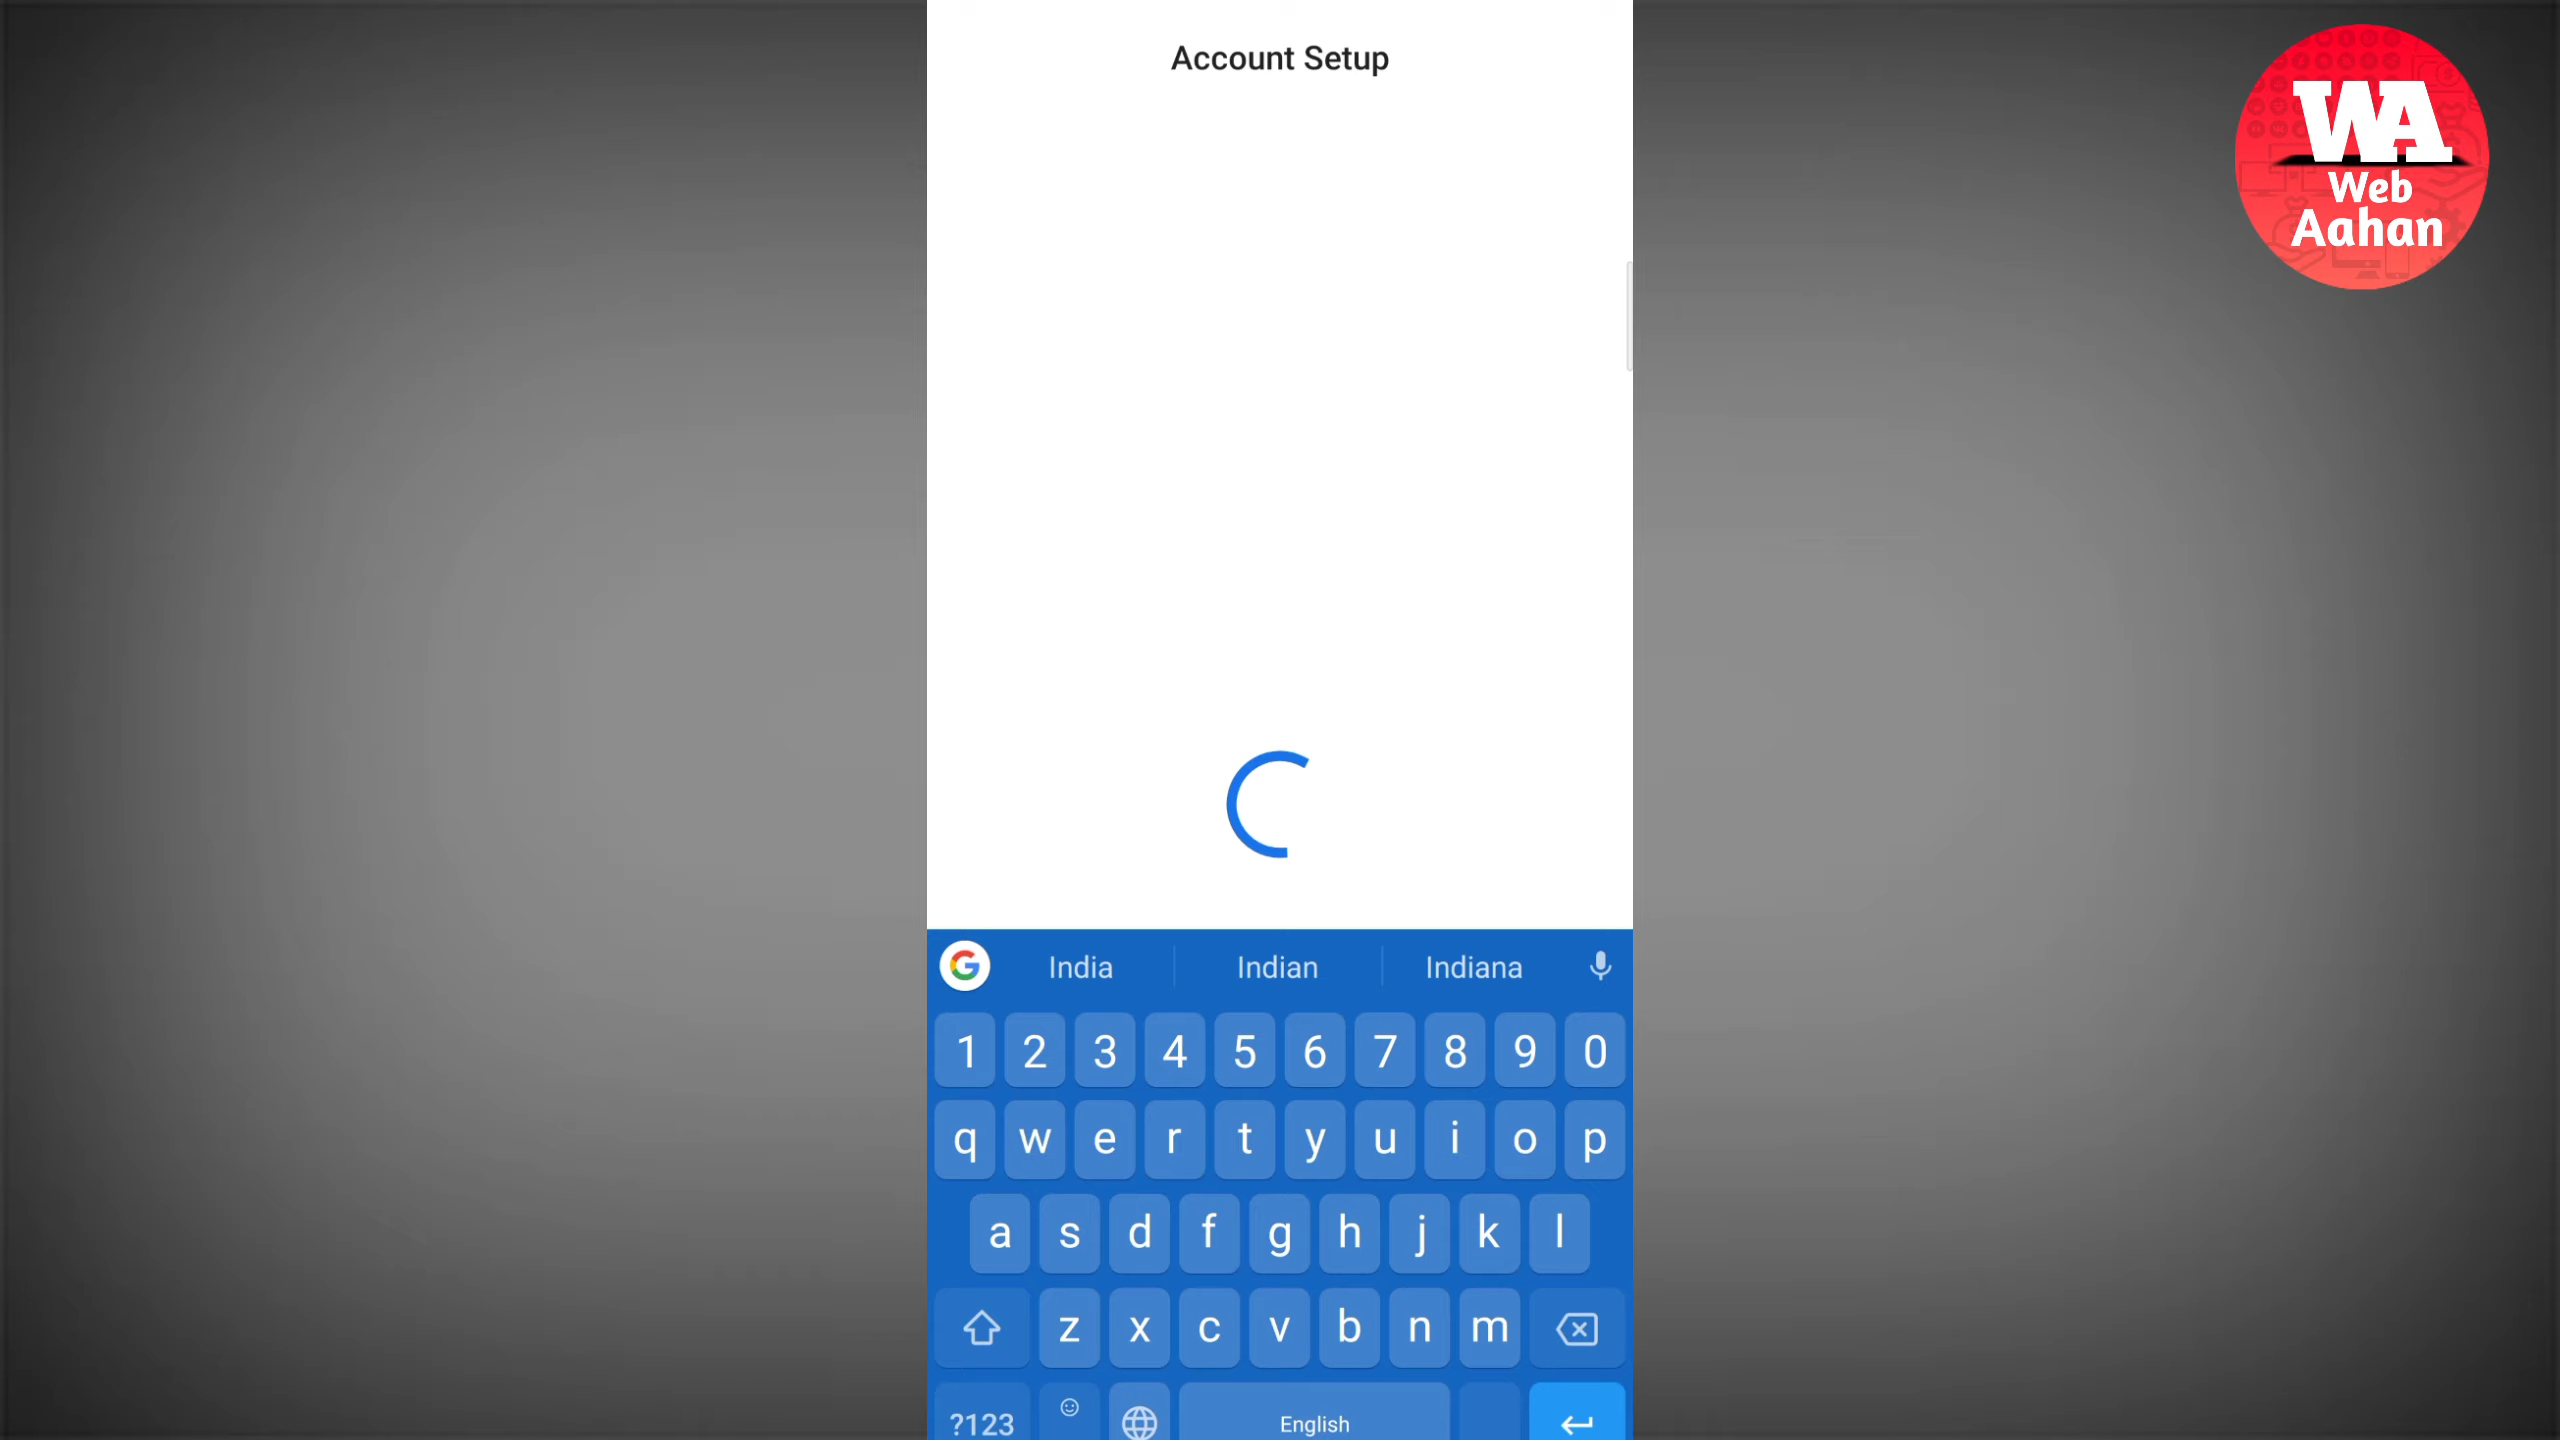 Account Setup
WA
Web
Aahan
G India Indian Indiana
1 2 3 4 5 6 7 8 9 0
q w e r t y u i o p
a s d f g h j k l
z x c v b n m
?123 English